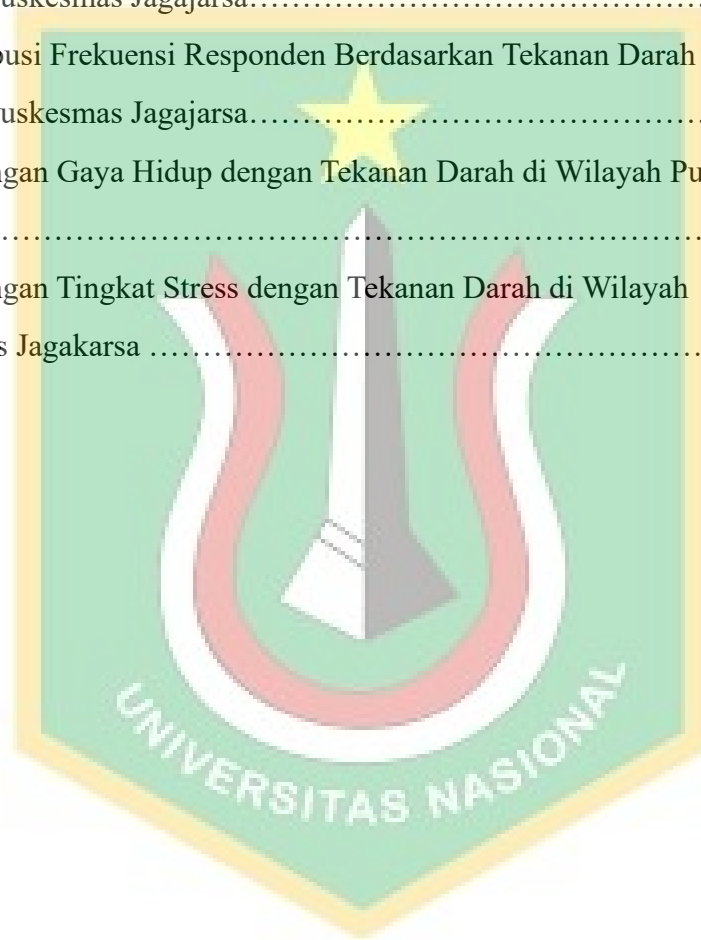 uskesmas Jagajarsa……………………………………
busi Frekuensi Responden Berdasarkan Tekanan Darah
uskesmas Jagajarsa……………………………………
ngan Gaya Hidup dengan Tekanan Darah di Wilayah Pu
…………………………………………………………
ngan Tingkat Stress dengan Tekanan Darah di Wilayah
s Jagakarsa ………………………………………………
UNIVERSITAS NASIONAL